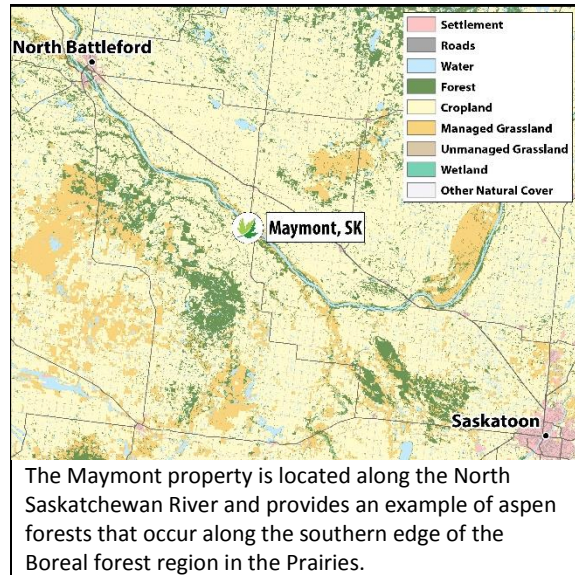 North Battleford
Settlement
Roads
Water
Forest
Cropland
Managed Grassland
Unmanaged Grassland
Wetland
Other Natural Cover
Maymont, SK
Saskatoon
The Maymont property is located along the North
Saskatchewan River and provides an example of aspen
forests that occur along the southern edge of the
Boreal forest region in the Prairies.